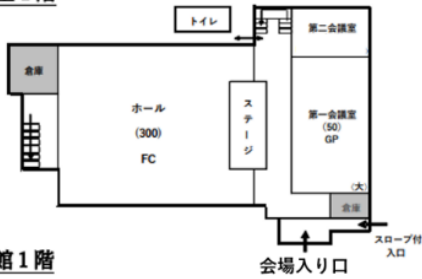 トイレ
第二会議室
倉庫
ホール
(300)
FC
ステージ
第一会議室
(50)
GP
(大)
倉庫
スロープ付
入口
館１階
会場入り口